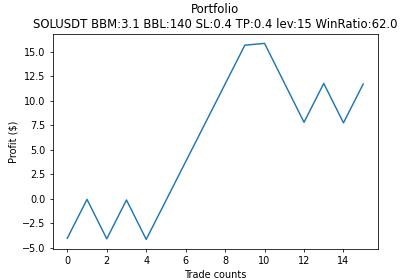 Portfolio
SOLUSDT BBM:3.1 BBL:140 SL:0.4 TP:0.4 lev:15 WinRatio:62.0
Profit ($)
15.0
12.5
10.0
7.5
5.0
2.5
0.0
−2.5
−5.0
0 2 4 6 8 10 12 14
Trade counts